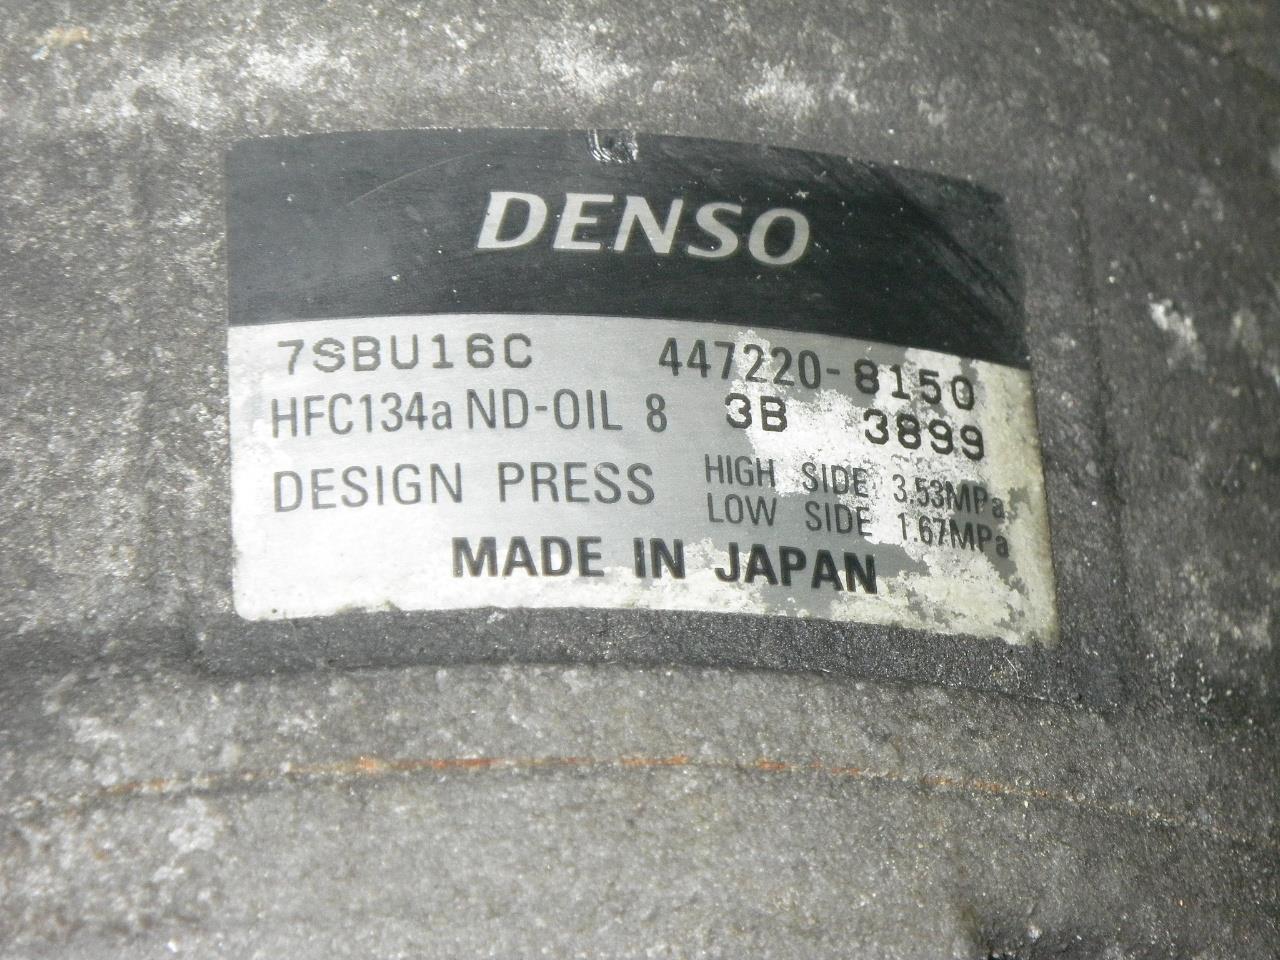 DENSO
7SBU16C 447220-8150
HFC134a ND-OIL 8 3B 3899
DESIGN PRESS HIGH SIDE 3.53MPa
LOW SIDE 1.67MPa
MADE IN JAPAN